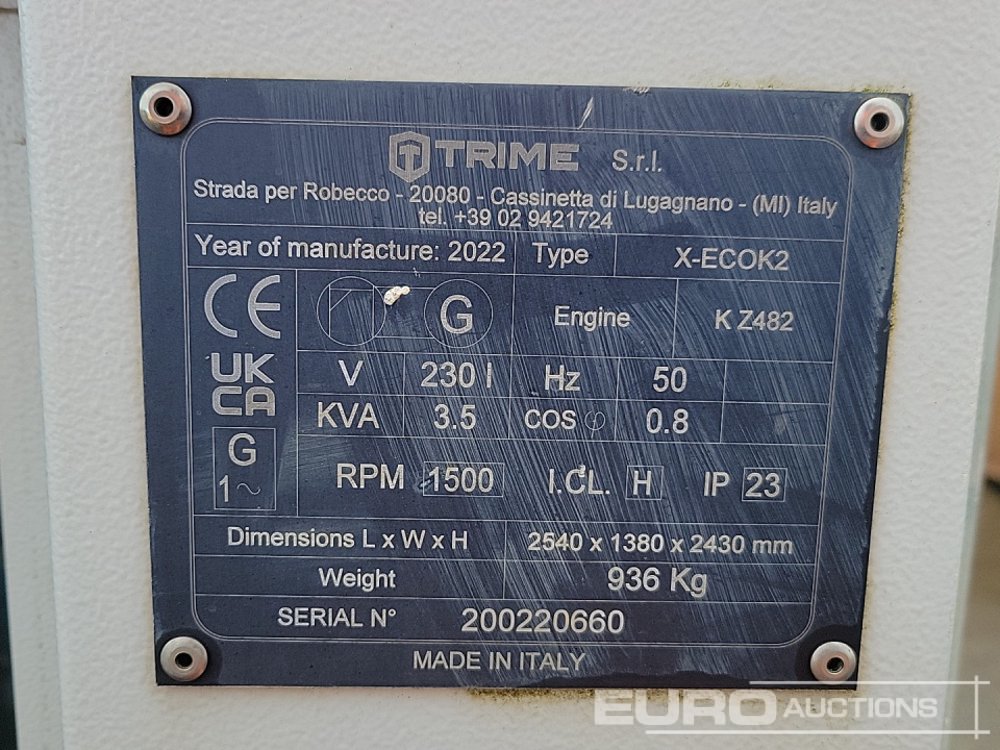 TRIME S.r.l.
Strada per Robecco - 20080 - Cassinetta di Lugagnano - (MI) Italy
tel. +39 02 9421724
Year of manufacture: 2022 Type X-ECOK2
CE G Engine K Z482
UK V 230 I Hz 50
CA KVA 3.5 COS φ 0.8
G RPM 1500 I.CL. H IP 23
1~
Dimensions L x W x H 2540 x 1380 x 2430 mm
Weight 936 Kg
SERIAL N° 200220660
MADE IN ITALY
EURO AUCTIONS